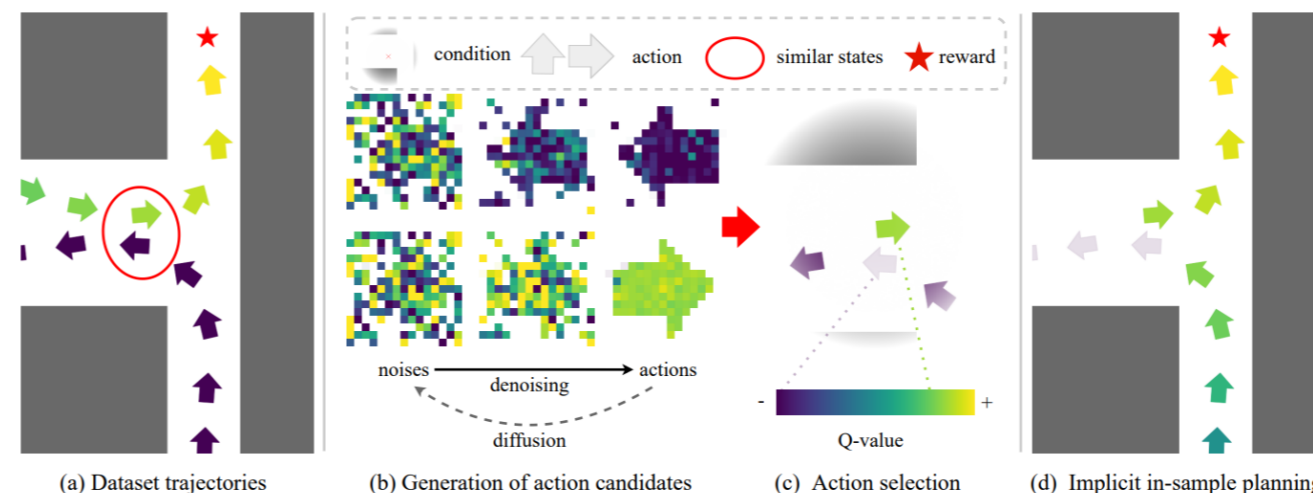 condition
action
similar states
reward
noises
denoising
actions
diffusion
-
+
Q-value
(a) Dataset trajectories
(b) Generation of action candidates
(c) Action selection
(d) Implicit in-sample planning